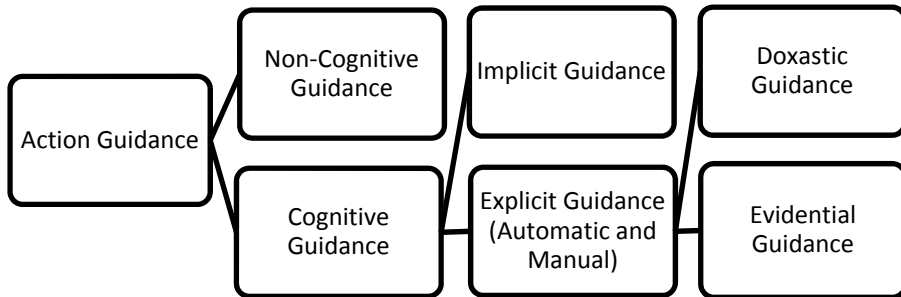 Action Guidance
Non-Cognitive
Guidance
Cognitive
Guidance
Implicit Guidance
Explicit Guidance
(Automatic and
Manual)
Doxastic
Guidance
Evidential
Guidance